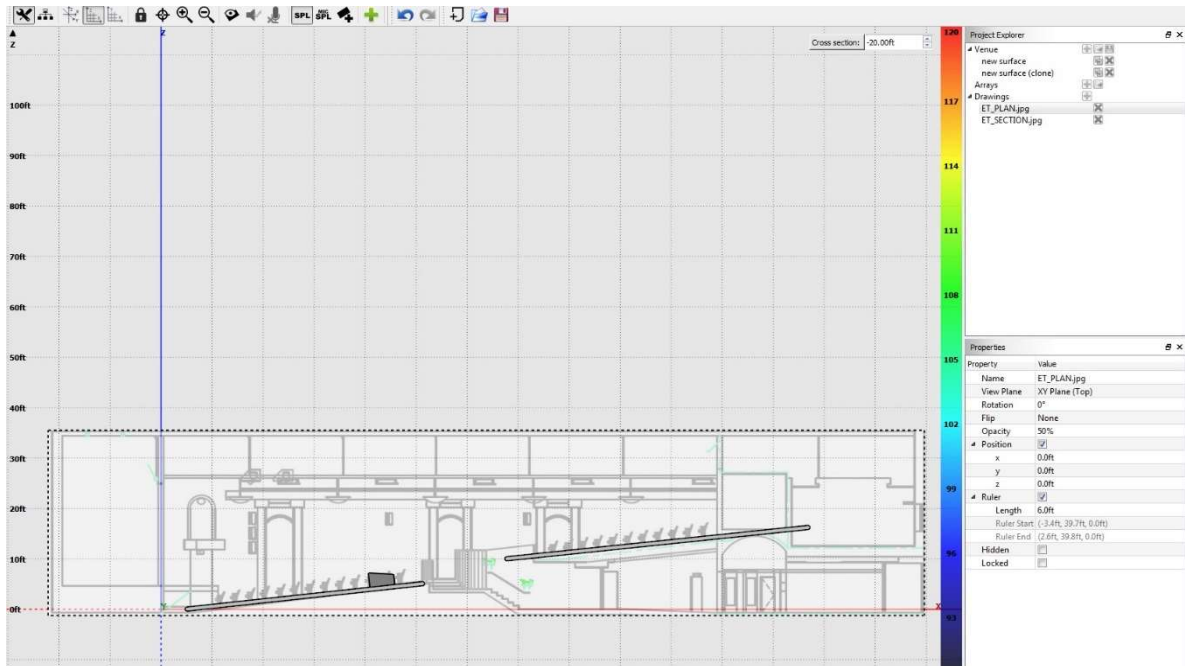 SPL
MIC SPL
Z
Z
Cross section: -20.00ft
100ft
90ft
80ft
70ft
60ft
50ft
40ft
30ft
20ft
10ft
0ft
Y
X
120
117
114
111
108
105
102
99
96
93
Project Explorer
Venue
new surface
new surface (clone)
Arrays
Drawings
ET_PLAN.jpg
ET_SECTION.jpg
Properties
Property Value
Name ET_PLAN.jpg
View Plane XY Plane (Top)
Rotation 0°
Flip None
Opacity 50%
Position
x 0.0ft
y 0.0ft
z 0.0ft
Ruler
Length 6.0ft
Ruler Start (-3.4ft, 39.7ft, 0.0ft)
Ruler End (2.6ft, 39.8ft, 0.0ft)
Hidden
Locked